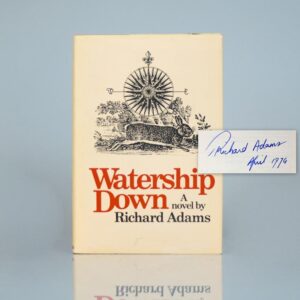 Watership
Down
A
novel by
Richard Adams
Richard Adams
April 1974